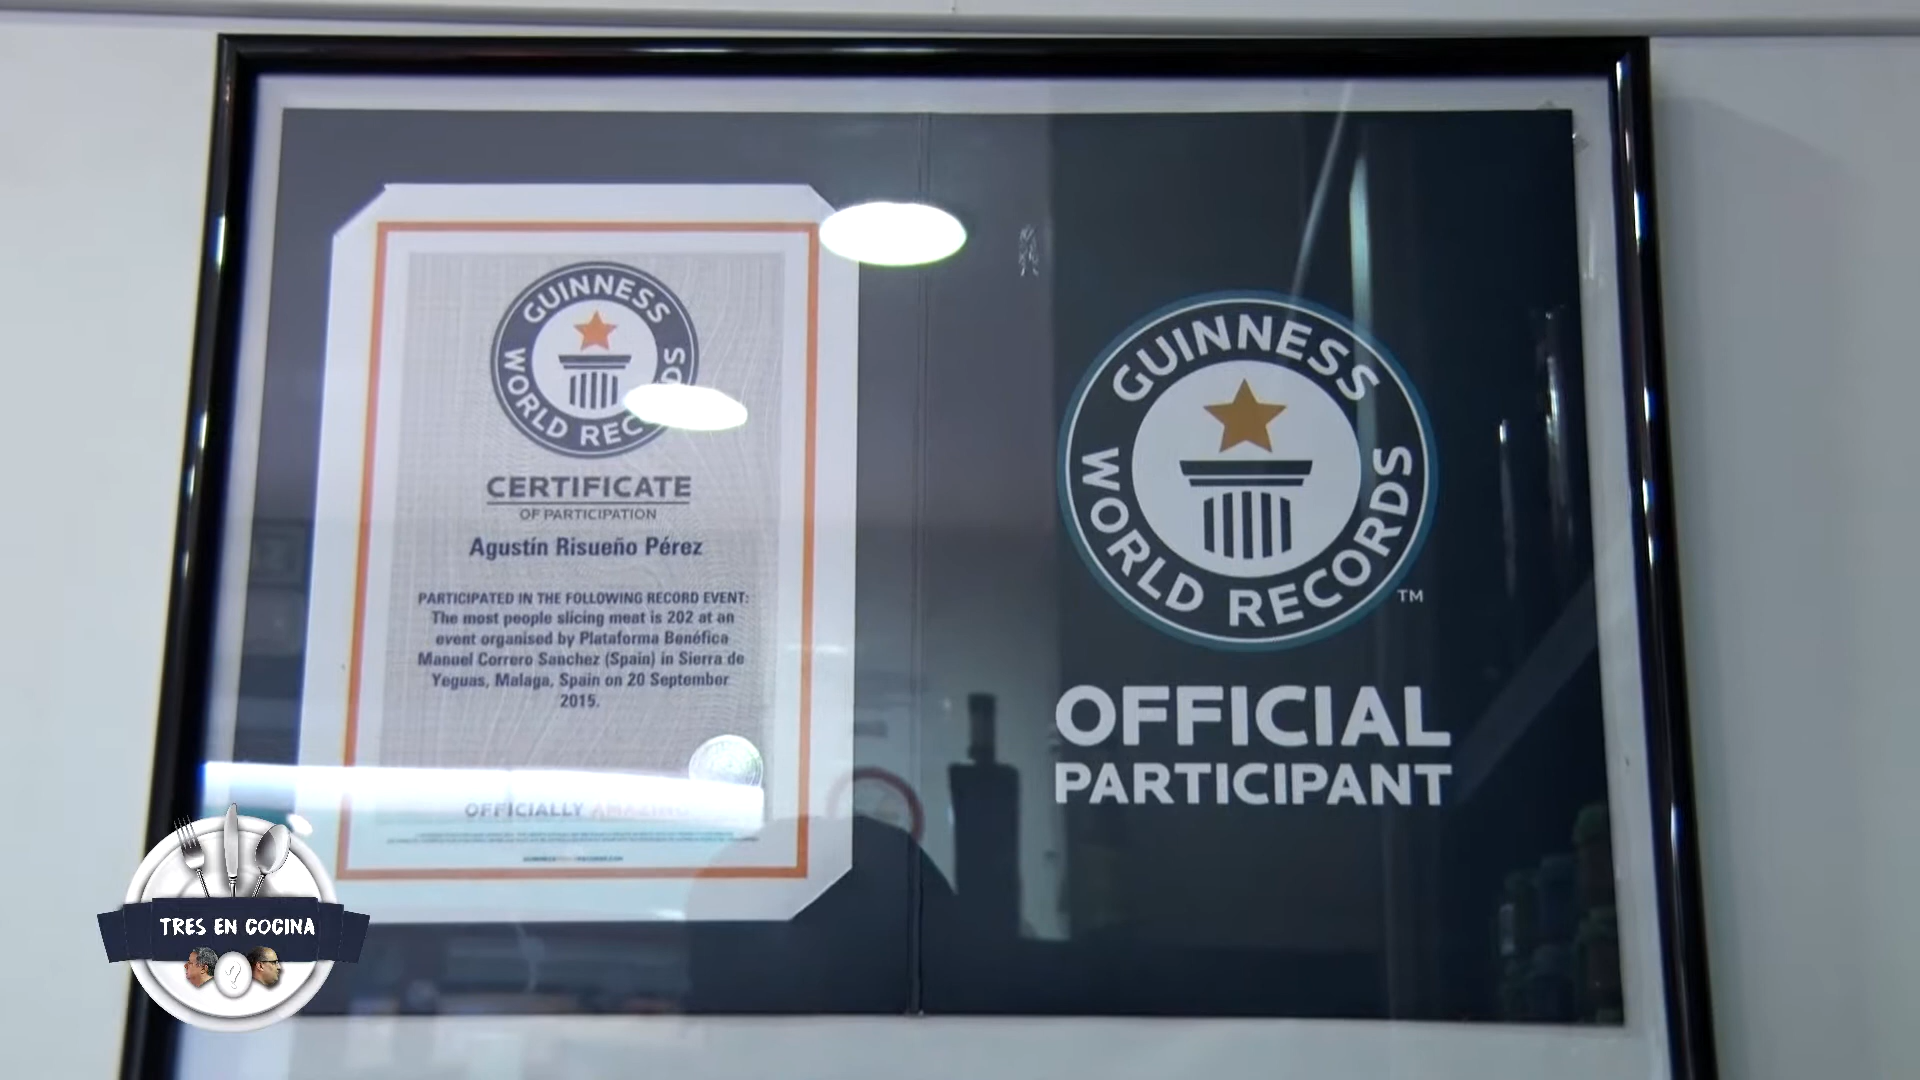 GUINNESS
WORLD RECORDS
CERTIFICATE
OF PARTICIPATION
Agustín Risueño Pérez
PARTICIPATED IN THE FOLLOWING RECORD EVENT:
The most people slicing meat is 202 at an
event organised by Plataforma Benéfica
Manuel Correro Sanchez (Spain) in Sierra de
Yeguas, Malaga, Spain on 20 September
2015.
OFFICIALLY AMAZING
GUINNESS
WORLD RECORDS
TM
OFFICIAL
PARTICIPANT
TRES EN COCINA
?